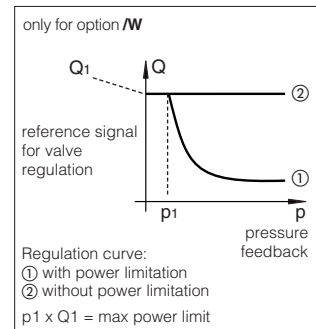 only for option /W
Q1
Q
②
reference signal
for valve
regulation
①
p1
p
pressure
feedback
Regulation curve:
① with power limitation
② without power limitation
p1 x Q1 = max power limit